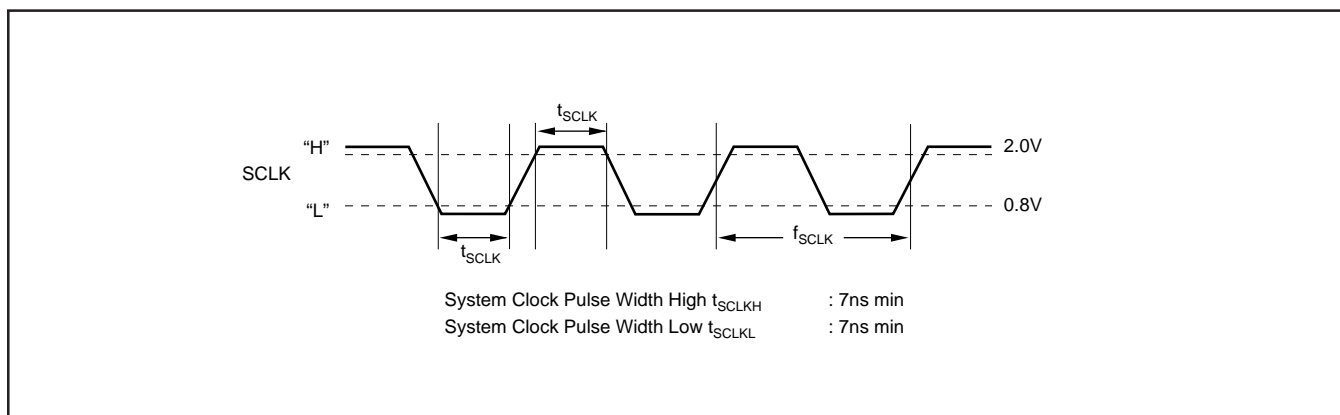 tSCLK
“H”
2.0V
SCLK
“L”
0.8V
tSCLK
fSCLK
System Clock Pulse Width High tSCLKH : 7ns min
System Clock Pulse Width Low tSCLKL : 7ns min